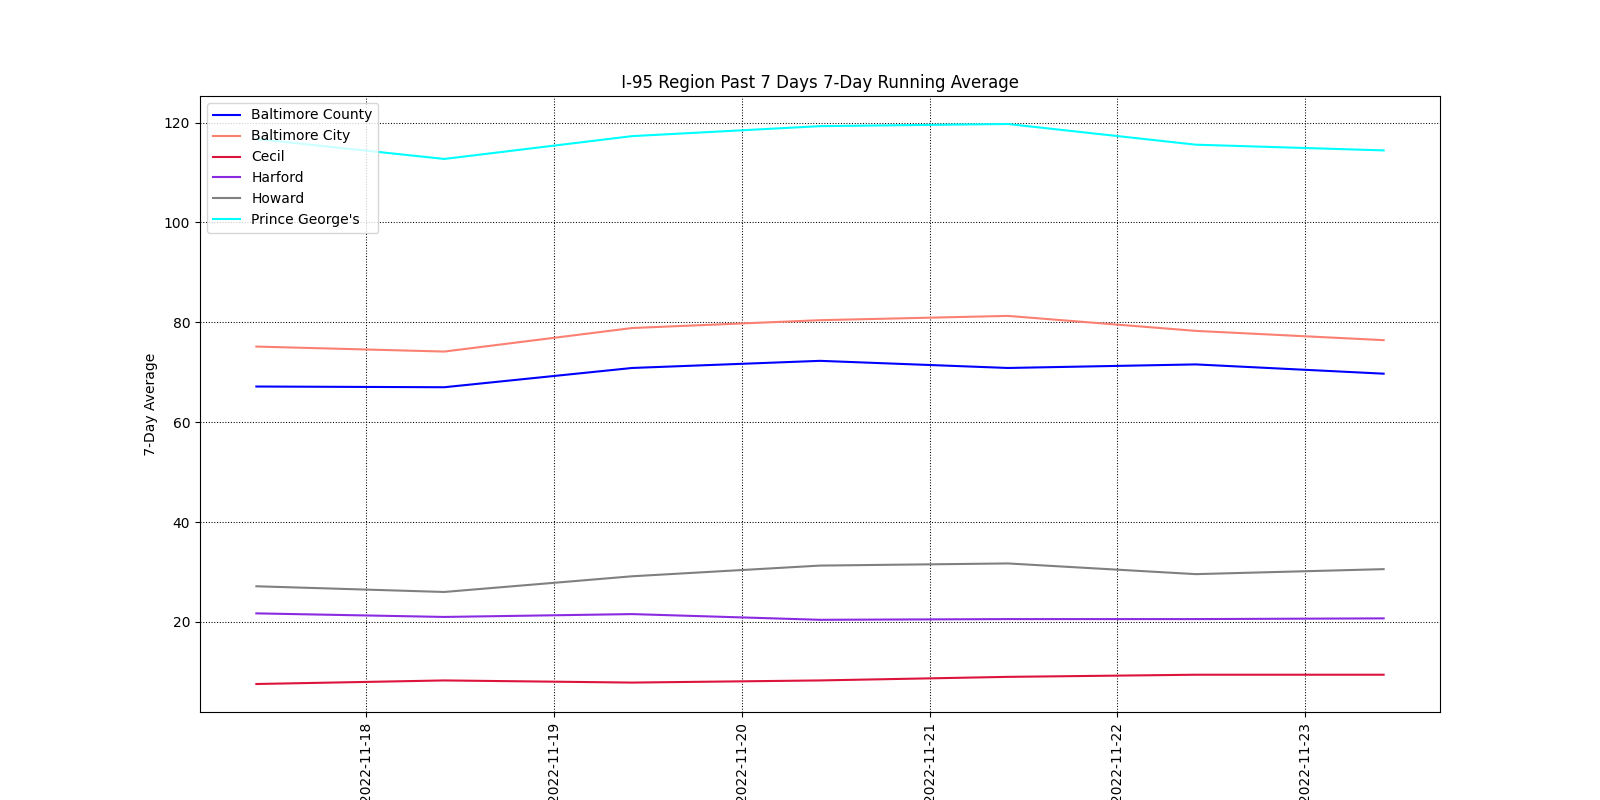 I-95 Region Past 7 Days 7-Day Running Average
Baltimore County
Baltimore City
Cecil
Harford
Howard
Prince George's
120
100
80
60
40
20
7-Day Average
2022-11-18
2022-11-19
2022-11-20
2022-11-21
2022-11-22
2022-11-23